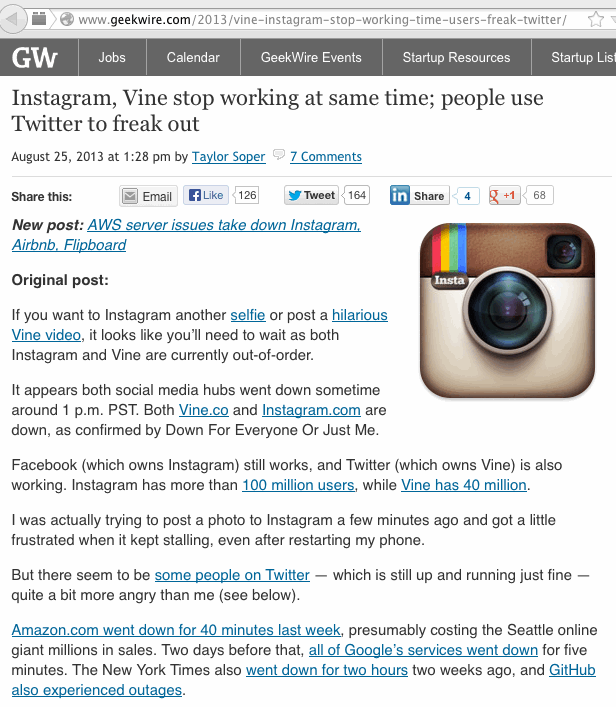 www.geekwire.com/2013/vine-instagram-stop-working-time-users-freak-twitter/
GW Jobs Calendar GeekWire Events Startup Resources Startup List
Instagram, Vine stop working at same time; people use
Twitter to freak out
August 25, 2013 at 1:28 pm by Taylor Soper 7 Comments
Share this: Email Like 126 Tweet 164 in Share 4 g +1 68
New post: AWS server issues take down Instagram,
Airbnb, Flipboard
Insta
Original post:
If you want to Instagram another selfie or post a hilarious
Vine video, it looks like you'll need to wait as both
Instagram and Vine are currently out-of-order.
It appears both social media hubs went down sometime
around 1 p.m. PST. Both Vine.co and Instagram.com are
down, as confirmed by Down For Everyone Or Just Me.
Facebook (which owns Instagram) still works, and Twitter (which owns Vine) is also
working. Instagram has more than 100 million users, while Vine has 40 million.
I was actually trying to post a photo to Instagram a few minutes ago and got a little
frustrated when it kept stalling, even after restarting my phone.
But there seem to be some people on Twitter — which is still up and running just fine —
quite a bit more angry than me (see below).
Amazon.com went down for 40 minutes last week, presumably costing the Seattle online
giant millions in sales. Two days before that, all of Google's services went down for five
minutes. The New York Times also went down for two hours two weeks ago, and GitHub
also experienced outages.